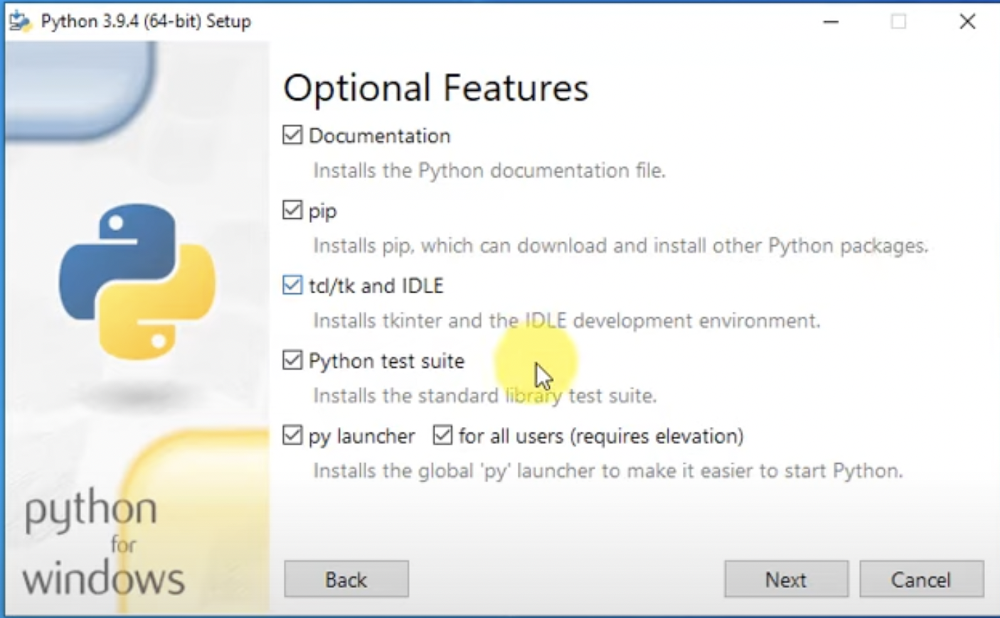 Python 3.9.4 (64-bit) Setup
Optional Features
Documentation
Installs the Python documentation file.
pip
Installs pip, which can download and install other Python packages.
tcl/tk and IDLE
Installs tkinter and the IDLE development environment.
Python test suite
Installs the standard library test suite.
py launcher for all users (requires elevation)
Installs the global 'py' launcher to make it easier to start Python.
python
for
windows
Back Next Cancel